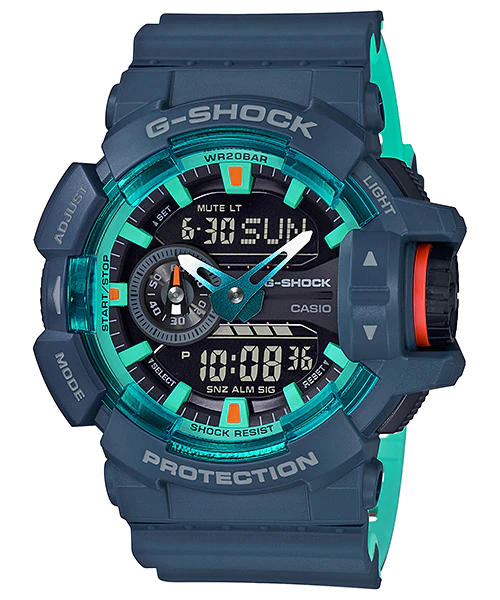 G-SHOCK
WR20BAR
ADJUST
LIGHT
SET
MUTE LT
6-30 SUN
G-SHOCK
CASIO
START/STOP
30
P 10:08 36
SELECT
RESET
SNZ ALM SIG
MODE
SHOCK RESIST
PROTECTION